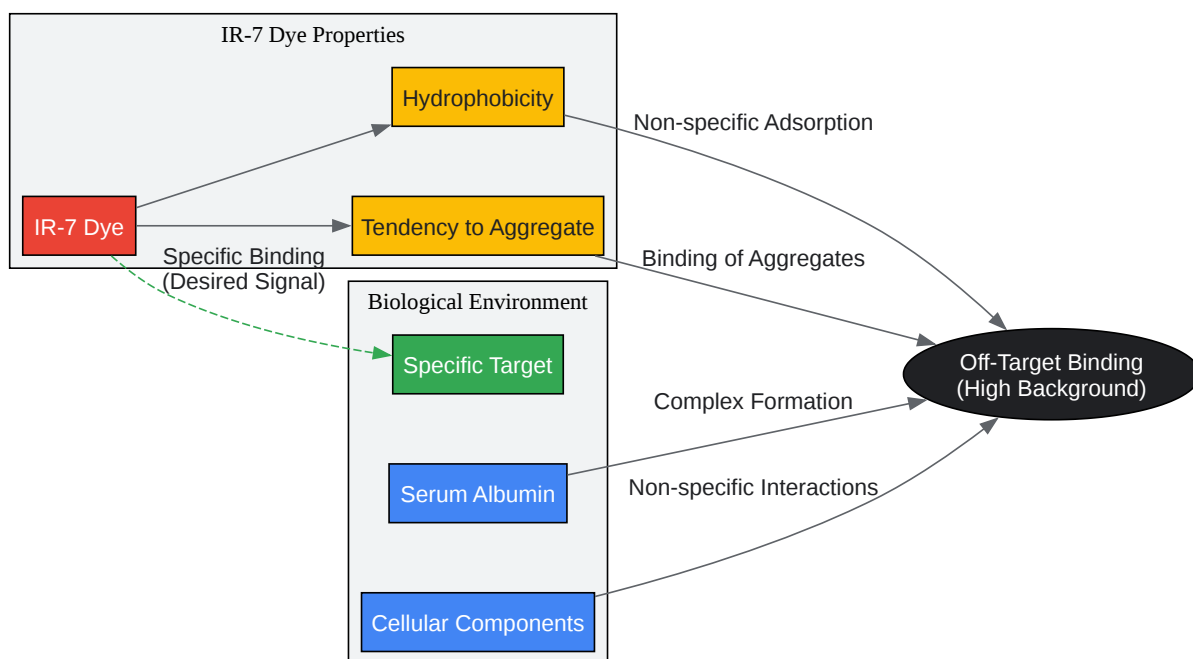 IR-7 Dye Properties
Hydrophobicity
Non-specific Adsorption
IR-7 Dye
Tendency to Aggregate
Specific Binding
(Desired Signal)
Binding of Aggregates
Biological Environment
Specific Target
Off-Target Binding
(High Background)
Complex Formation
Serum Albumin
Non-specific Interactions
Cellular Components